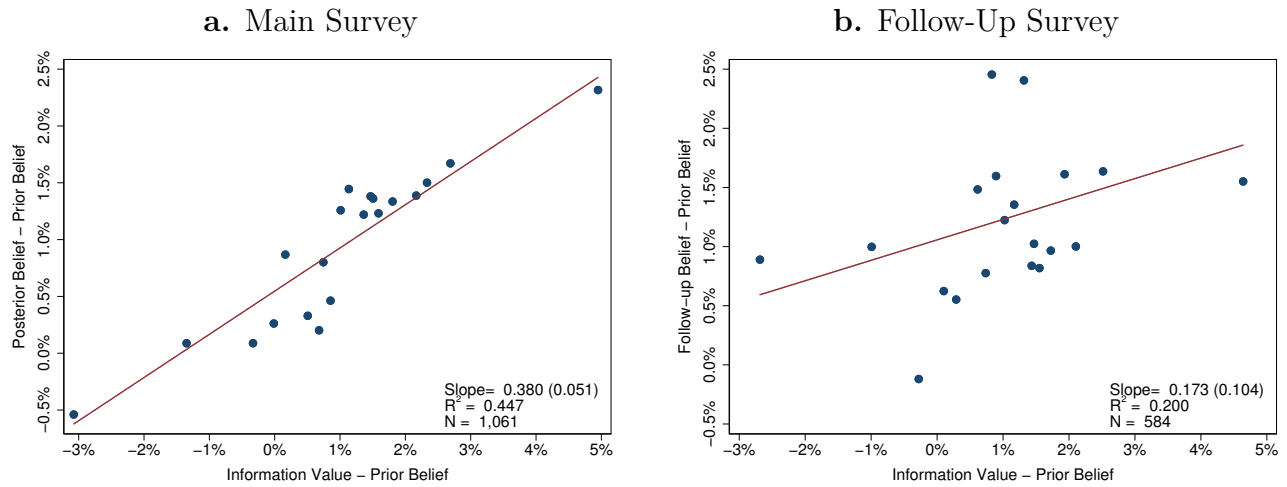 a. Main Survey
Posterior Belief − Prior Belief
2.5%
2.0%
1.5%
1.0%
0.5%
0.0%
−0.5%
Slope= 0.380 (0.051)
R² = 0.447
N = 1,061
−3% −2% −1% 0% 1% 2% 3% 4% 5%
Information Value − Prior Belief
b. Follow-Up Survey
Follow−up Belief − Prior Belief
2.5%
2.0%
1.5%
1.0%
0.5%
0.0%
−0.5%
Slope= 0.173 (0.104)
R² = 0.200
N = 584
−3% −2% −1% 0% 1% 2% 3% 4% 5%
Information Value − Prior Belief